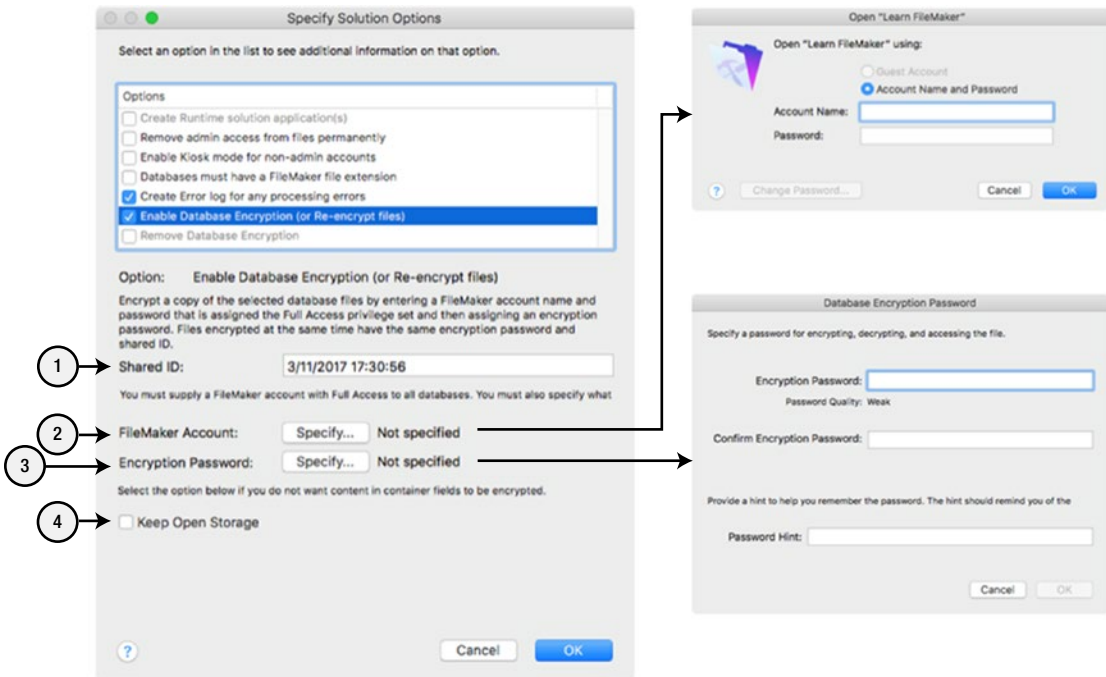 Specify Solution Options
Select an option in the list to see additional information on that option.
Options
Create Runtime solution application(s)
Remove admin access from files permanently
Enable Kiosk mode for non-admin accounts
Databases must have a FileMaker file extension
Create Error log for any processing errors
Enable Database Encryption (or Re-encrypt files)
Remove Database Encryption
Option: Enable Database Encryption (or Re-encrypt files)
Encrypt a copy of the selected database files by entering a FileMaker account name and
password that is assigned the Full Access privilege set and then assigning an encryption
password. Files encrypted at the same time have the same encryption password and
shared ID.
1
Shared ID: 3/11/2017 17:30:56
You must supply a FileMaker account with Full Access to all databases. You must also specify what
2
FileMaker Account: Specify... Not specified
3
Encryption Password: Specify... Not specified
Select the option below if you do not want content in container fields to be encrypted.
4
Keep Open Storage
?
Cancel
OK
Open "Learn FileMaker"
Open "Learn FileMaker" using:
Guest Account
Account Name and Password
Account Name:
Password:
?
Change Password...
Cancel
OK
Database Encryption Password
Specify a password for encrypting, decrypting, and accessing the file.
Encryption Password:
Password Quality: Weak
Confirm Encryption Password:
Provide a hint to help you remember the password. The hint should remind you of the
Password Hint:
Cancel
OK